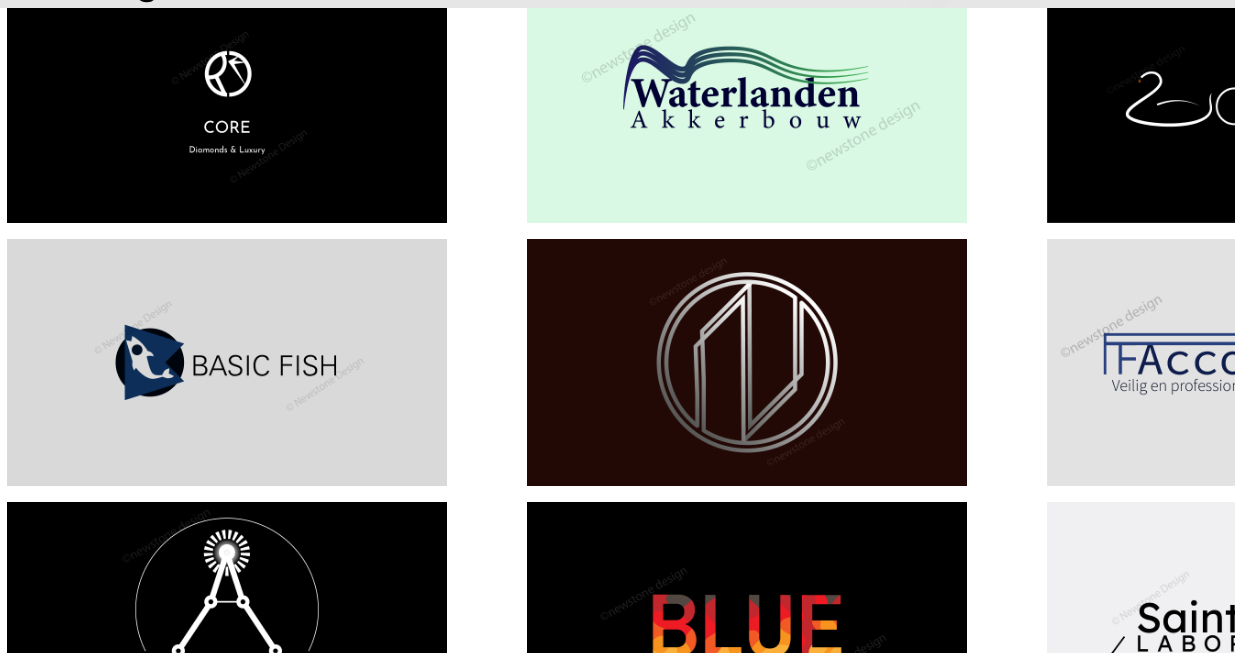 © Newstone Design
CORE
Diamonds & Luxury
© Newstone Design
©newstone design
Waterlanden
Akkerbouw
©newstone design
©newstone design
© Newstone Design
BASIC FISH
© Newstone Design
©newstone design
©newstone design
©newstone design
FAcco
Veilig en profession
©newstone design
©newstone design
BLUE
©newstone design
© Newstone Design
Saint
LABOR